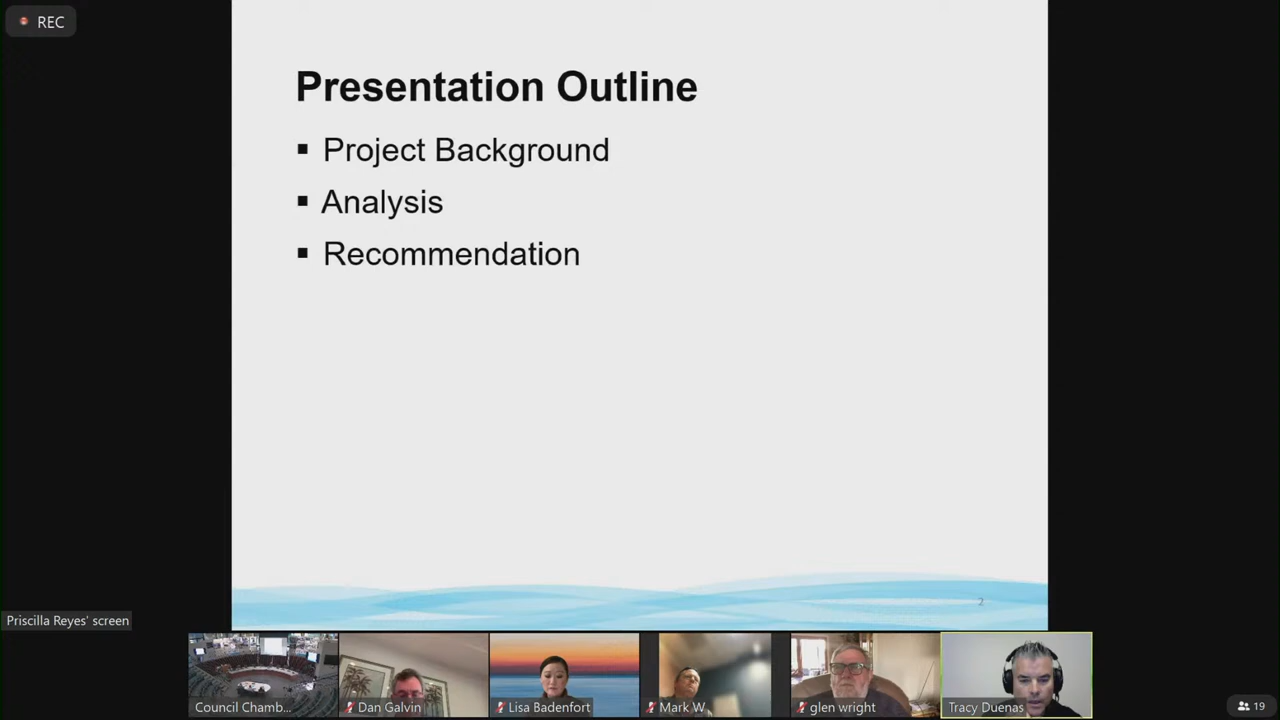 REC
Presentation Outline
▪ Project Background
▪ Analysis
▪ Recommendation
2
Priscilla Reyes' screen
Council Chamb...
Dan Galvin
Lisa Badenfort
Mark W
glen wright
Tracy Duenas
19